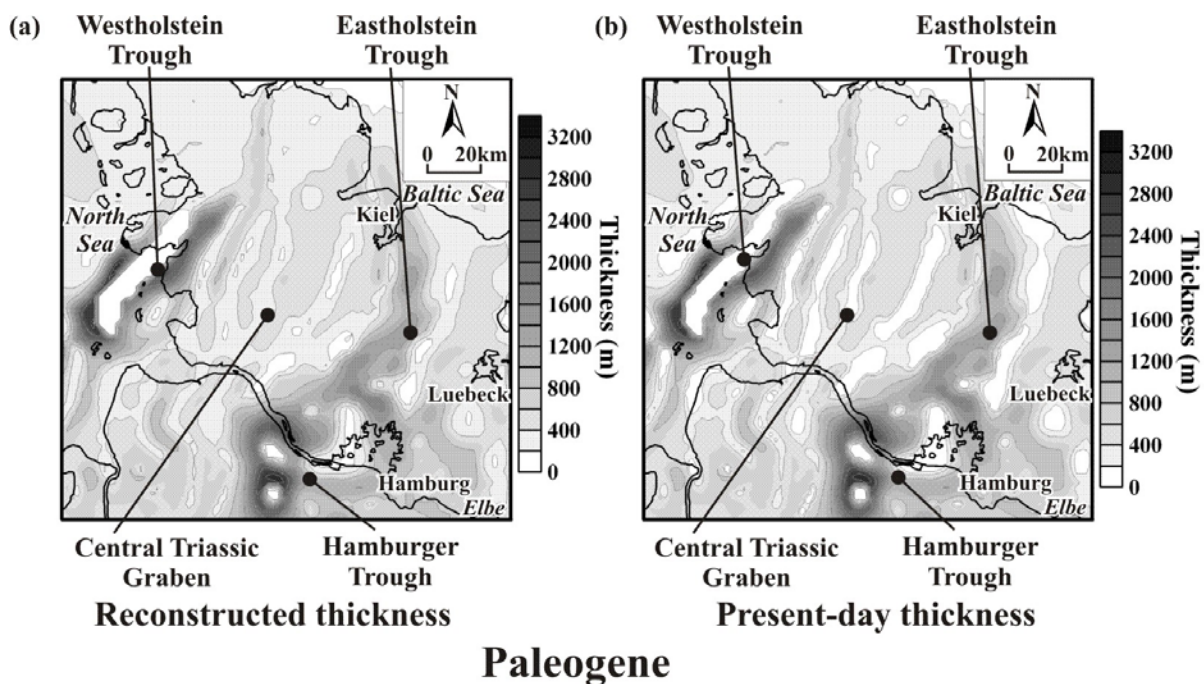 (a)
Westholstein
Trough
Eastholstein
Trough
N
0 20km
Baltic Sea
North
Sea
Kiel
Luebeck
Hamburg
Elbe
3200
2800
2400
2000
1600
1200
800
400
0
Thickness (m)
Central Triassic
Graben
Hamburger
Trough
Reconstructed thickness
(b)
Westholstein
Trough
Eastholstein
Trough
N
0 20km
Baltic Sea
North
Sea
Kiel
Luebeck
Hamburg
Elbe
3200
2800
2400
2000
1600
1200
800
400
0
Thickness (m)
Central Triassic
Graben
Hamburger
Trough
Present-day thickness
Paleogene